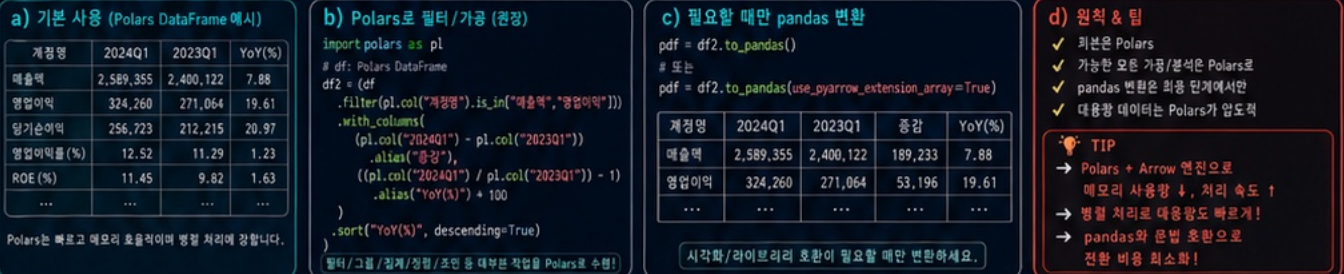 a) 기본 사용 (Polars DataFrame 예시)
계정명 2024Q1 2023Q1 YoY(%)
매출액 2,589,355 2,400,122 7.88
영업이익 324,260 271,064 19.61
당기순이익 256,723 212,215 20.97
영업이익률(%) 12.52 11.29 1.23
ROE(%) 11.45 9.82 1.63
... ... ... ...
Polars는 빠르고 메모리 효율적이며 병렬 처리에 강합니다.
b) Polars로 필터/가공 (권장)
import polars as pl
# df: Polars DataFrame
df2 = (df
.filter(pl.col("계정명").is_in["매출액","영업이익"]))
.with_columns(
(pl.col("2024Q1") - pl.col("2023Q1"))
.alias("증감"),
((pl.col("2024Q1") / pl.col("2023Q1")) - 1)
.alias("YoY(%)") * 100
)
.sort("YoY(%)", descending=True)
)
필터/그룹/집계/정렬/조인 등 대부분 작업을 Polars로 수행!
c) 필요할 때만 pandas 변환
pdf = df2.to_pandas()
# 또는
pdf = df2.to_pandas(use_pyarrow_extension_array=True)
계정명 2024Q1 2023Q1 증감 YoY(%)
매출액 2,589,355 2,400,122 189,233 7.88
영업이익 324,260 271,064 53,196 19.61
... ... ... ... ...
시각화/라이브러리 호환이 필요할 때만 변환하세요.
d) 원칙 & 팁
✓ 기본은 Polars
✓ 가능한 모든 가공/분석은 Polars로
✓ pandas 변환은 최종 단계에서만
✓ 대용량 데이터는 Polars가 압도적
TIP
→ Polars + Arrow 엔진으로
메모리 사용량 ↓, 처리 속도 ↑
→ 병렬 처리로 대용량도 빠르게!
→ pandas와 문법 호환으로
전환 비용 최소화!